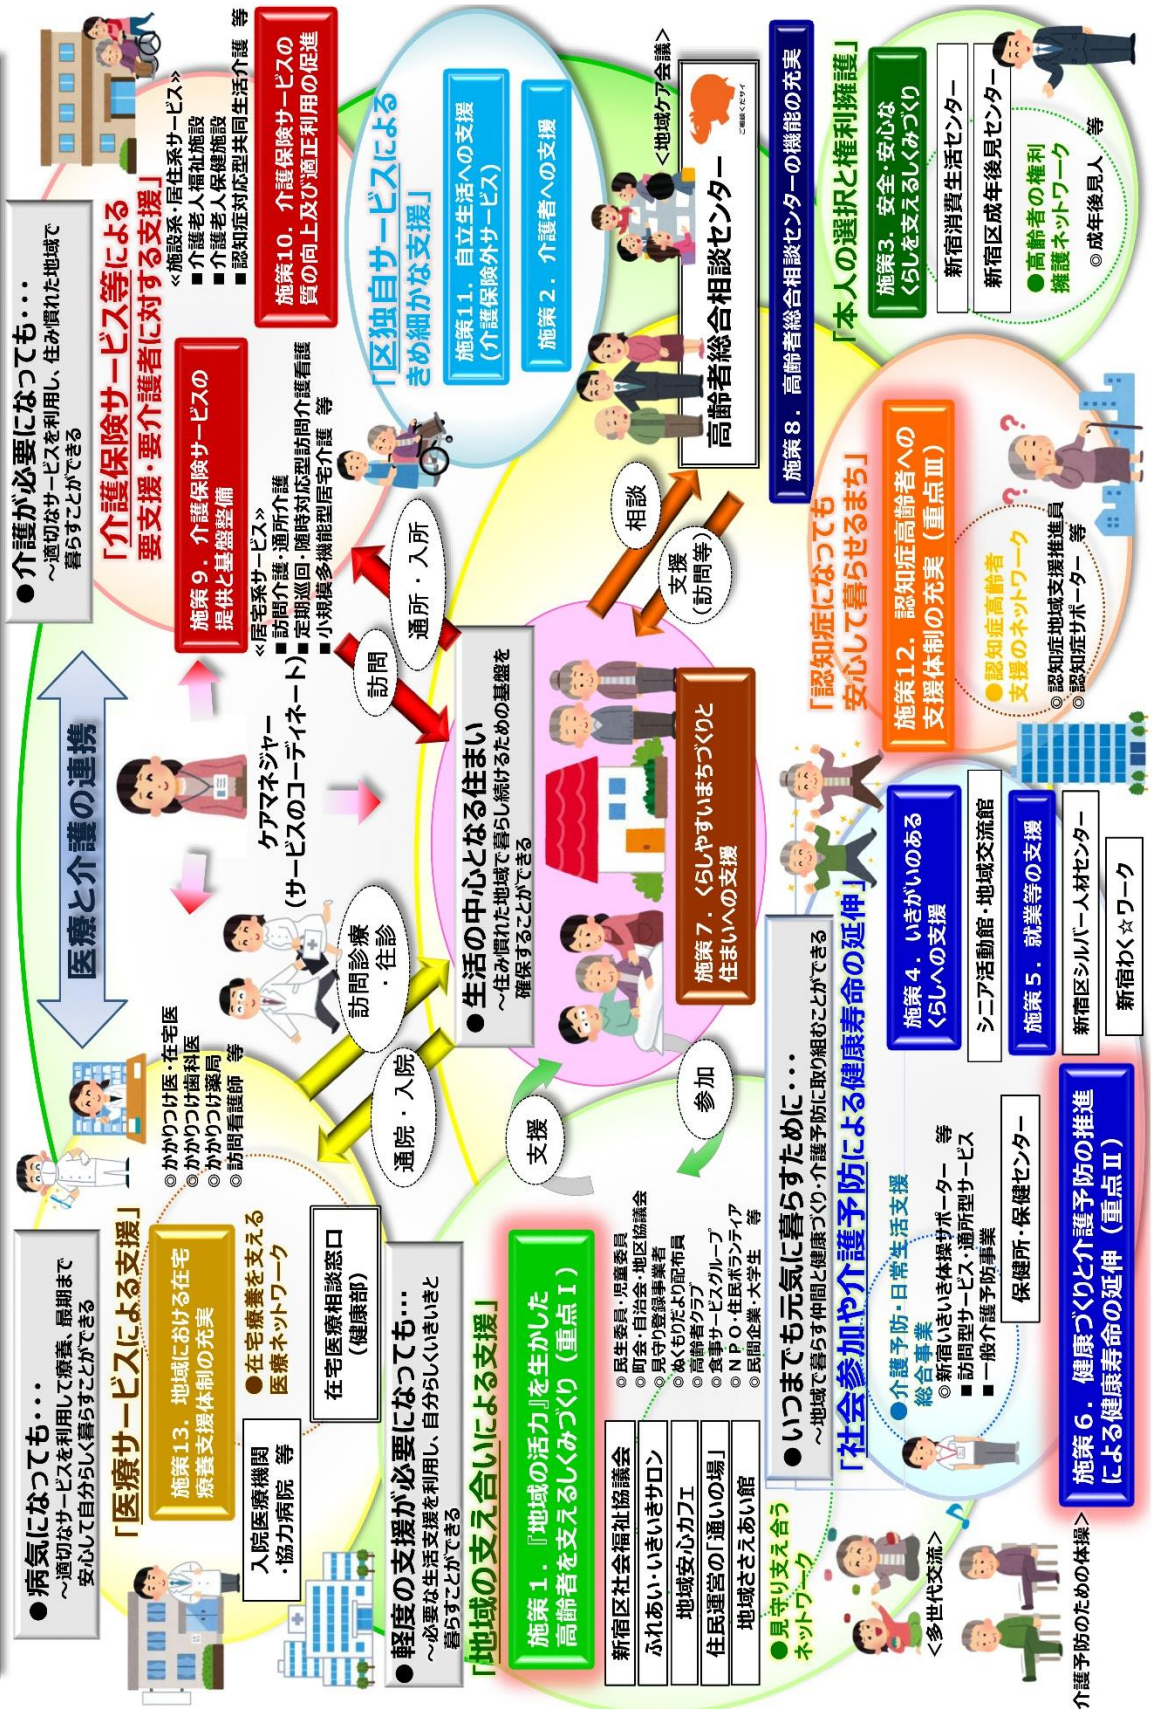 ●病気になっても・・・
～適切なサービスを利用して療養、最期まで
安心して自分らしく暮らすことができる
「医療サービスによる支援」
施策13．地域における在宅
療養支援体制の充実
入院医療機関
・協力病院 等
●在宅療養を支える
医療ネットワーク
在宅医療相談窓口
（健康部）
◎かかりつけ医・在宅医
◎かかりつけ歯科医
◎かかりつけ薬局
◎訪問看護師 等
医療と介護の連携
ケアマネジャー
（サービスのコーディネート）
訪問診療
・往診
通院・入院
訪問
通所・入所
●介護が必要になっても・・・
～適切なサービスを利用し、住み慣れた地域で
暮らすことができる
「介護保険サービス等による
要支援・要介護者に対する支援」
施策９．介護保険サービスの
提供と基盤整備
≪居宅系サービス≫
■訪問介護・通所介護
■定期巡回・随時対応型訪問介護看護
■小規模多機能型居宅介護 等
≪施設系 居住系サービス≫
■介護老人福祉施設
■介護老人保健施設
■認知症対応型共同生活介護 等
施策10．介護保険サービスの
質の向上及び適正利用の促進
「区独自サービスによる
きめ細かな支援」
施策11．自立生活への支援
（介護保険外サービス）
施策２．介護者への支援
●軽度の支援が必要になっても・・・
～必要な生活支援を利用し、自分らしくいきいきと
暮らすことができる
「地域の支え合いによる支援」
施策１．『地域の活力』を生かした
高齢者を支えるしくみづくり（重点Ⅰ）
新宿区社会福祉協議会
ふれあい・いきいきサロン
地域安心カフェ
住民運営の「通いの場」
地域ささえあい館
◎民生委員・児童委員
◎町会・自治会・地区協議会
◎見守り登録事業者
◎ぬくもりだより配布員
◎高齢者クラブ
◎食事サービスグループ
◎ＮＰＯ・住民ボランティア
◎民間企業・大学生 等
●見守り支え合う
ネットワーク
支援
参加
●生活の中心となる住まい
～住み慣れた地域で暮らし続けるための基盤を
確保することができる
施策７．くらしやすいまちづくりと
住まいへの支援
相談
支援
（訪問等）
＜地域ケア会議＞
高齢者総合相談センター
ご相談くだサイ
施策８．高齢者総合相談センターの機能の充実
●いつまでも元気に暮らすために・・・
～地域で暮らす仲間と健康づくり・介護予防に取り組むことができる
「社会参加や介護予防による健康寿命の延伸」
●介護予防・日常生活支援
総合事業
◎新宿いきいき体操サポーター 等
■訪問型サービス・通所型サービス
■一般介護予防事業
保健所・保健センター
施策６．健康づくりと介護予防の推進
による健康寿命の延伸（重点Ⅱ）
＜多世代交流＞
介護予防のための体操＞
施策４．いきがいのある
くらしへの支援
シニア活動館・地域交流館
施策５．就業等の支援
新宿区シルバー人材センター
新宿わく☆ワーク
「認知症になっても
安心して暮らせるまち」
施策12．認知症高齢者への
支援体制の充実（重点Ⅲ）
●認知症高齢者
支援のネットワーク
◎認知症地域支援推進員
◎認知症サポーター 等
「本人の選択と権利擁護」
施策３．安全・安心な
くらしを支えるしくみづくり
新宿消費生活センター
新宿区成年後見センター
●高齢者の権利
擁護ネットワーク
◎成年後見人 等